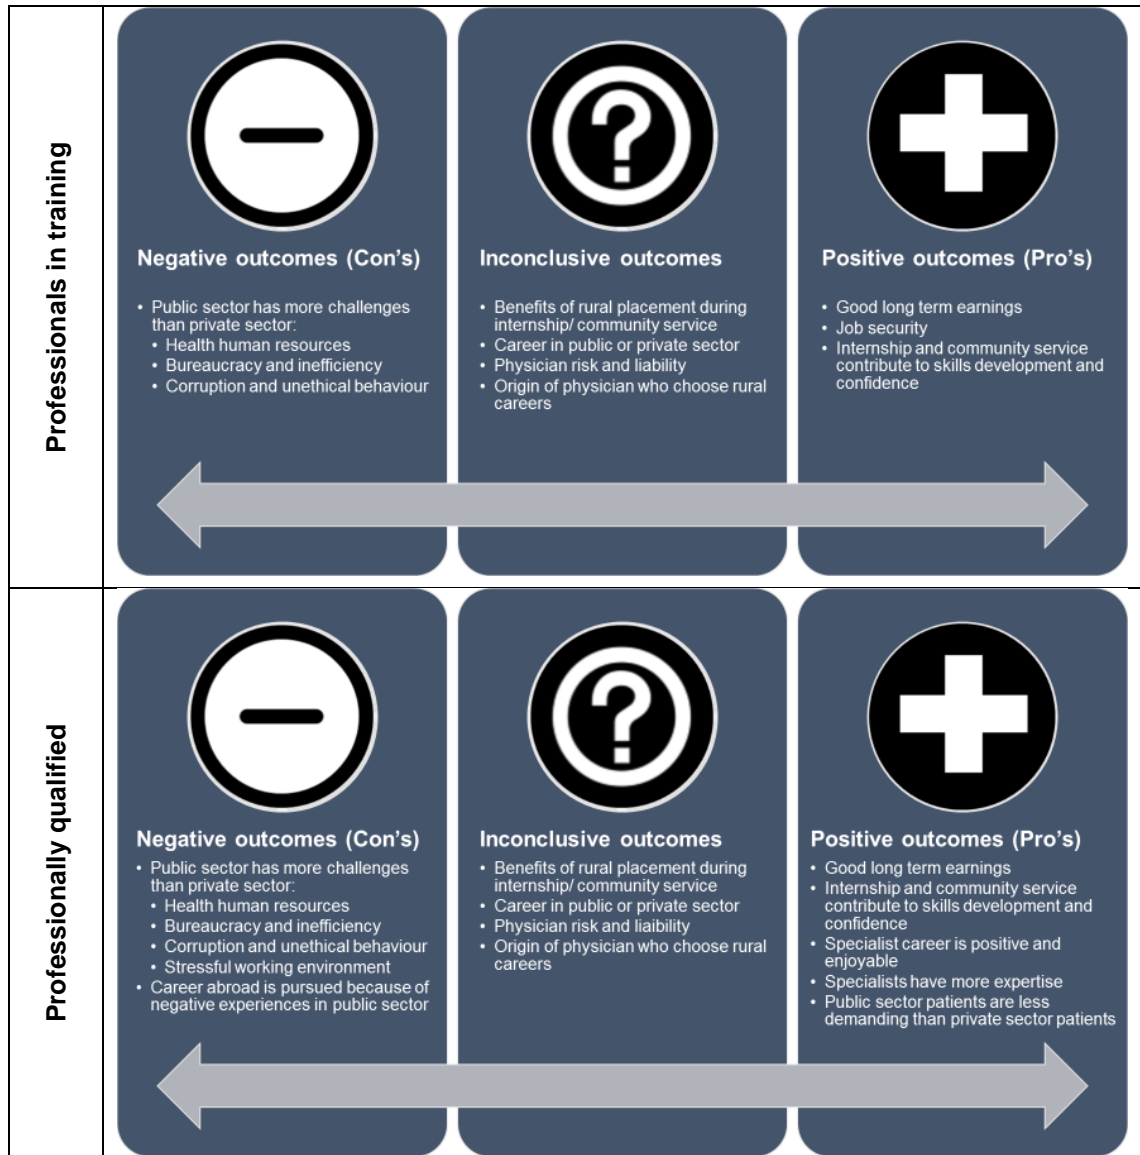 Professionals in training
Negative outcomes (Con's)
• Public sector has more challenges
than private sector:
• Health human resources
• Bureaucracy and inefficiency
• Corruption and unethical behaviour
?
Inconclusive outcomes
• Benefits of rural placement during
internship/ community service
• Career in public or private sector
• Physician risk and liability
• Origin of physician who choose rural
careers
Positive outcomes (Pro's)
• Good long term earnings
• Job security
• Internship and community service
contribute to skills development and
confidence
Professionally qualified
Negative outcomes (Con's)
• Public sector has more challenges
than private sector:
• Health human resources
• Bureaucracy and inefficiency
• Corruption and unethical behaviour
• Stressful working environment
• Career abroad is pursued because of
negative experiences in public sector
?
Inconclusive outcomes
• Benefits of rural placement during
internship/ community service
• Career in public or private sector
• Physician risk and liaibility
• Origin of physician who choose rural
careers
Positive outcomes (Pro's)
• Good long term earnings
• Internship and community service
contribute to skills development and
confidence
• Specialist career is positive and
enjoyable
• Specialists have more expertise
• Public sector patients are less
demanding than private sector patients